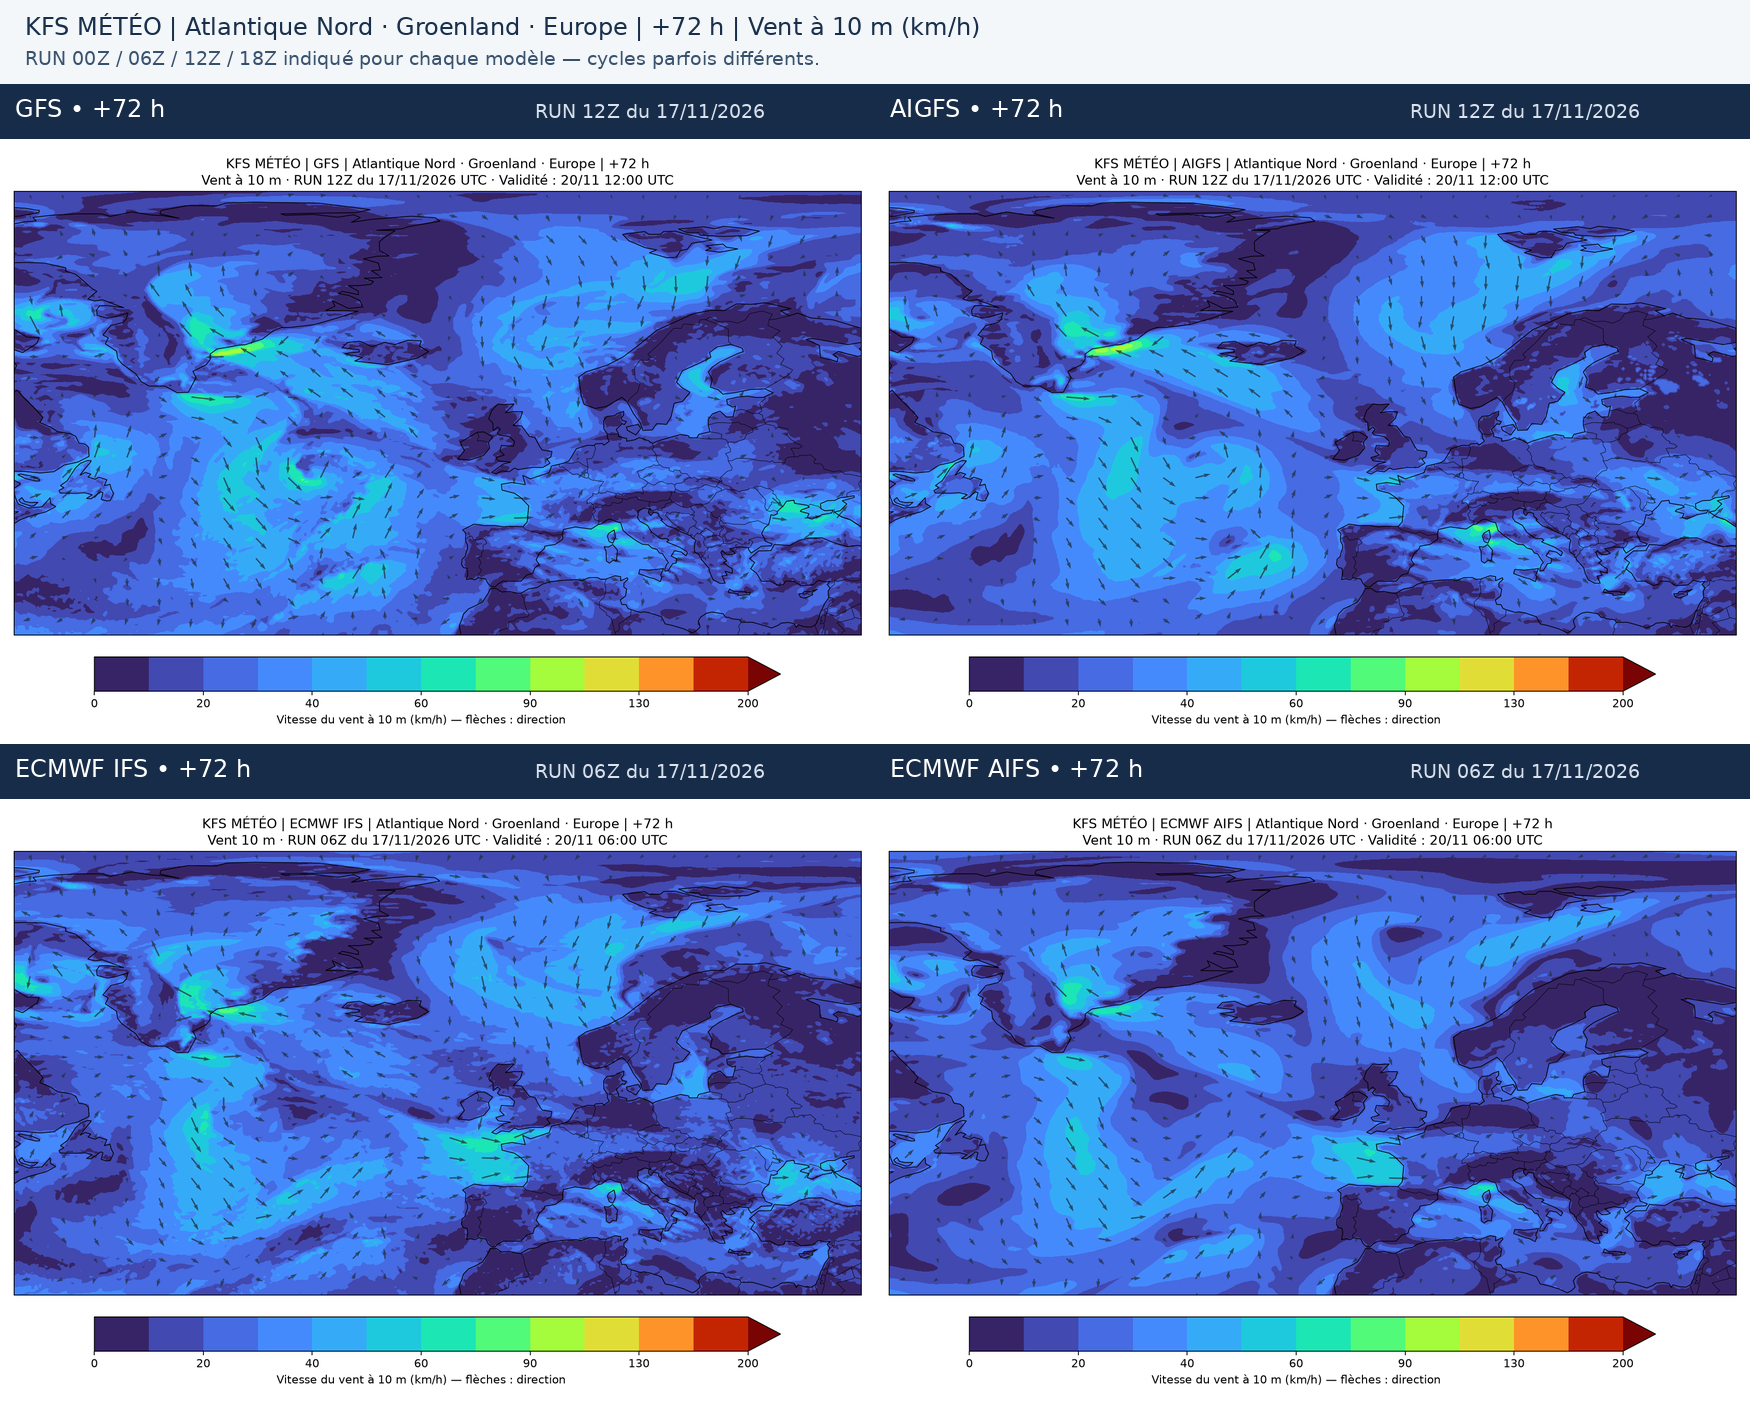 KFS MÉTÉO | Atlantique Nord · Groenland · Europe | +72 h | Vent à 10 m (km/h)
RUN 00Z / 06Z / 12Z / 18Z indiqué pour chaque modèle — cycles parfois différents.
GFS • +72 h
RUN 12Z du 17/11/2026
KFS MÉTÉO | GFS | Atlantique Nord · Groenland · Europe | +72 h
Vent à 10 m · RUN 12Z du 17/11/2026 UTC · Validité : 20/11 12:00 UTC
0 20 40 60 90 130 200
Vitesse du vent à 10 m (km/h) — flèches : direction
AIGFS • +72 h
RUN 12Z du 17/11/2026
KFS MÉTÉO | AIGFS | Atlantique Nord · Groenland · Europe | +72 h
Vent à 10 m · RUN 12Z du 17/11/2026 UTC · Validité : 20/11 12:00 UTC
0 20 40 60 90 130 200
Vitesse du vent à 10 m (km/h) — flèches : direction
ECMWF IFS • +72 h
RUN 06Z du 17/11/2026
KFS MÉTÉO | ECMWF IFS | Atlantique Nord · Groenland · Europe | +72 h
Vent 10 m · RUN 06Z du 17/11/2026 UTC · Validité : 20/11 06:00 UTC
0 20 40 60 90 130 200
Vitesse du vent à 10 m (km/h) — flèches : direction
ECMWF AIFS • +72 h
RUN 06Z du 17/11/2026
KFS MÉTÉO | ECMWF AIFS | Atlantique Nord · Groenland · Europe | +72 h
Vent 10 m · RUN 06Z du 17/11/2026 UTC · Validité : 20/11 06:00 UTC
0 20 40 60 90 130 200
Vitesse du vent à 10 m (km/h) — flèches : direction